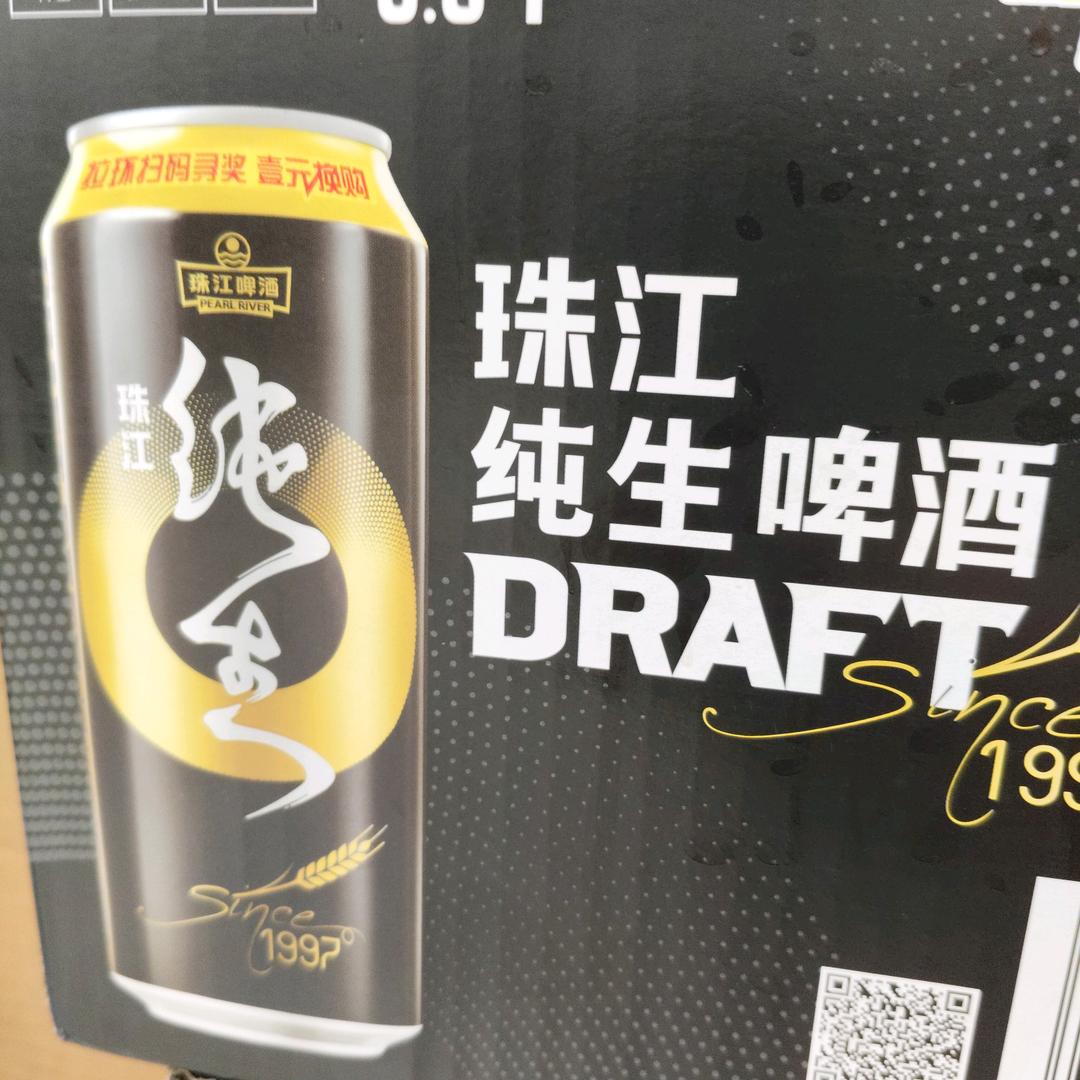 拉环扫码寻奖 壹元换购
珠江啤酒
PEARL RIVER
珠江
纯生
Since
1997
珠江
纯生啤酒
DRAFT
Since
199